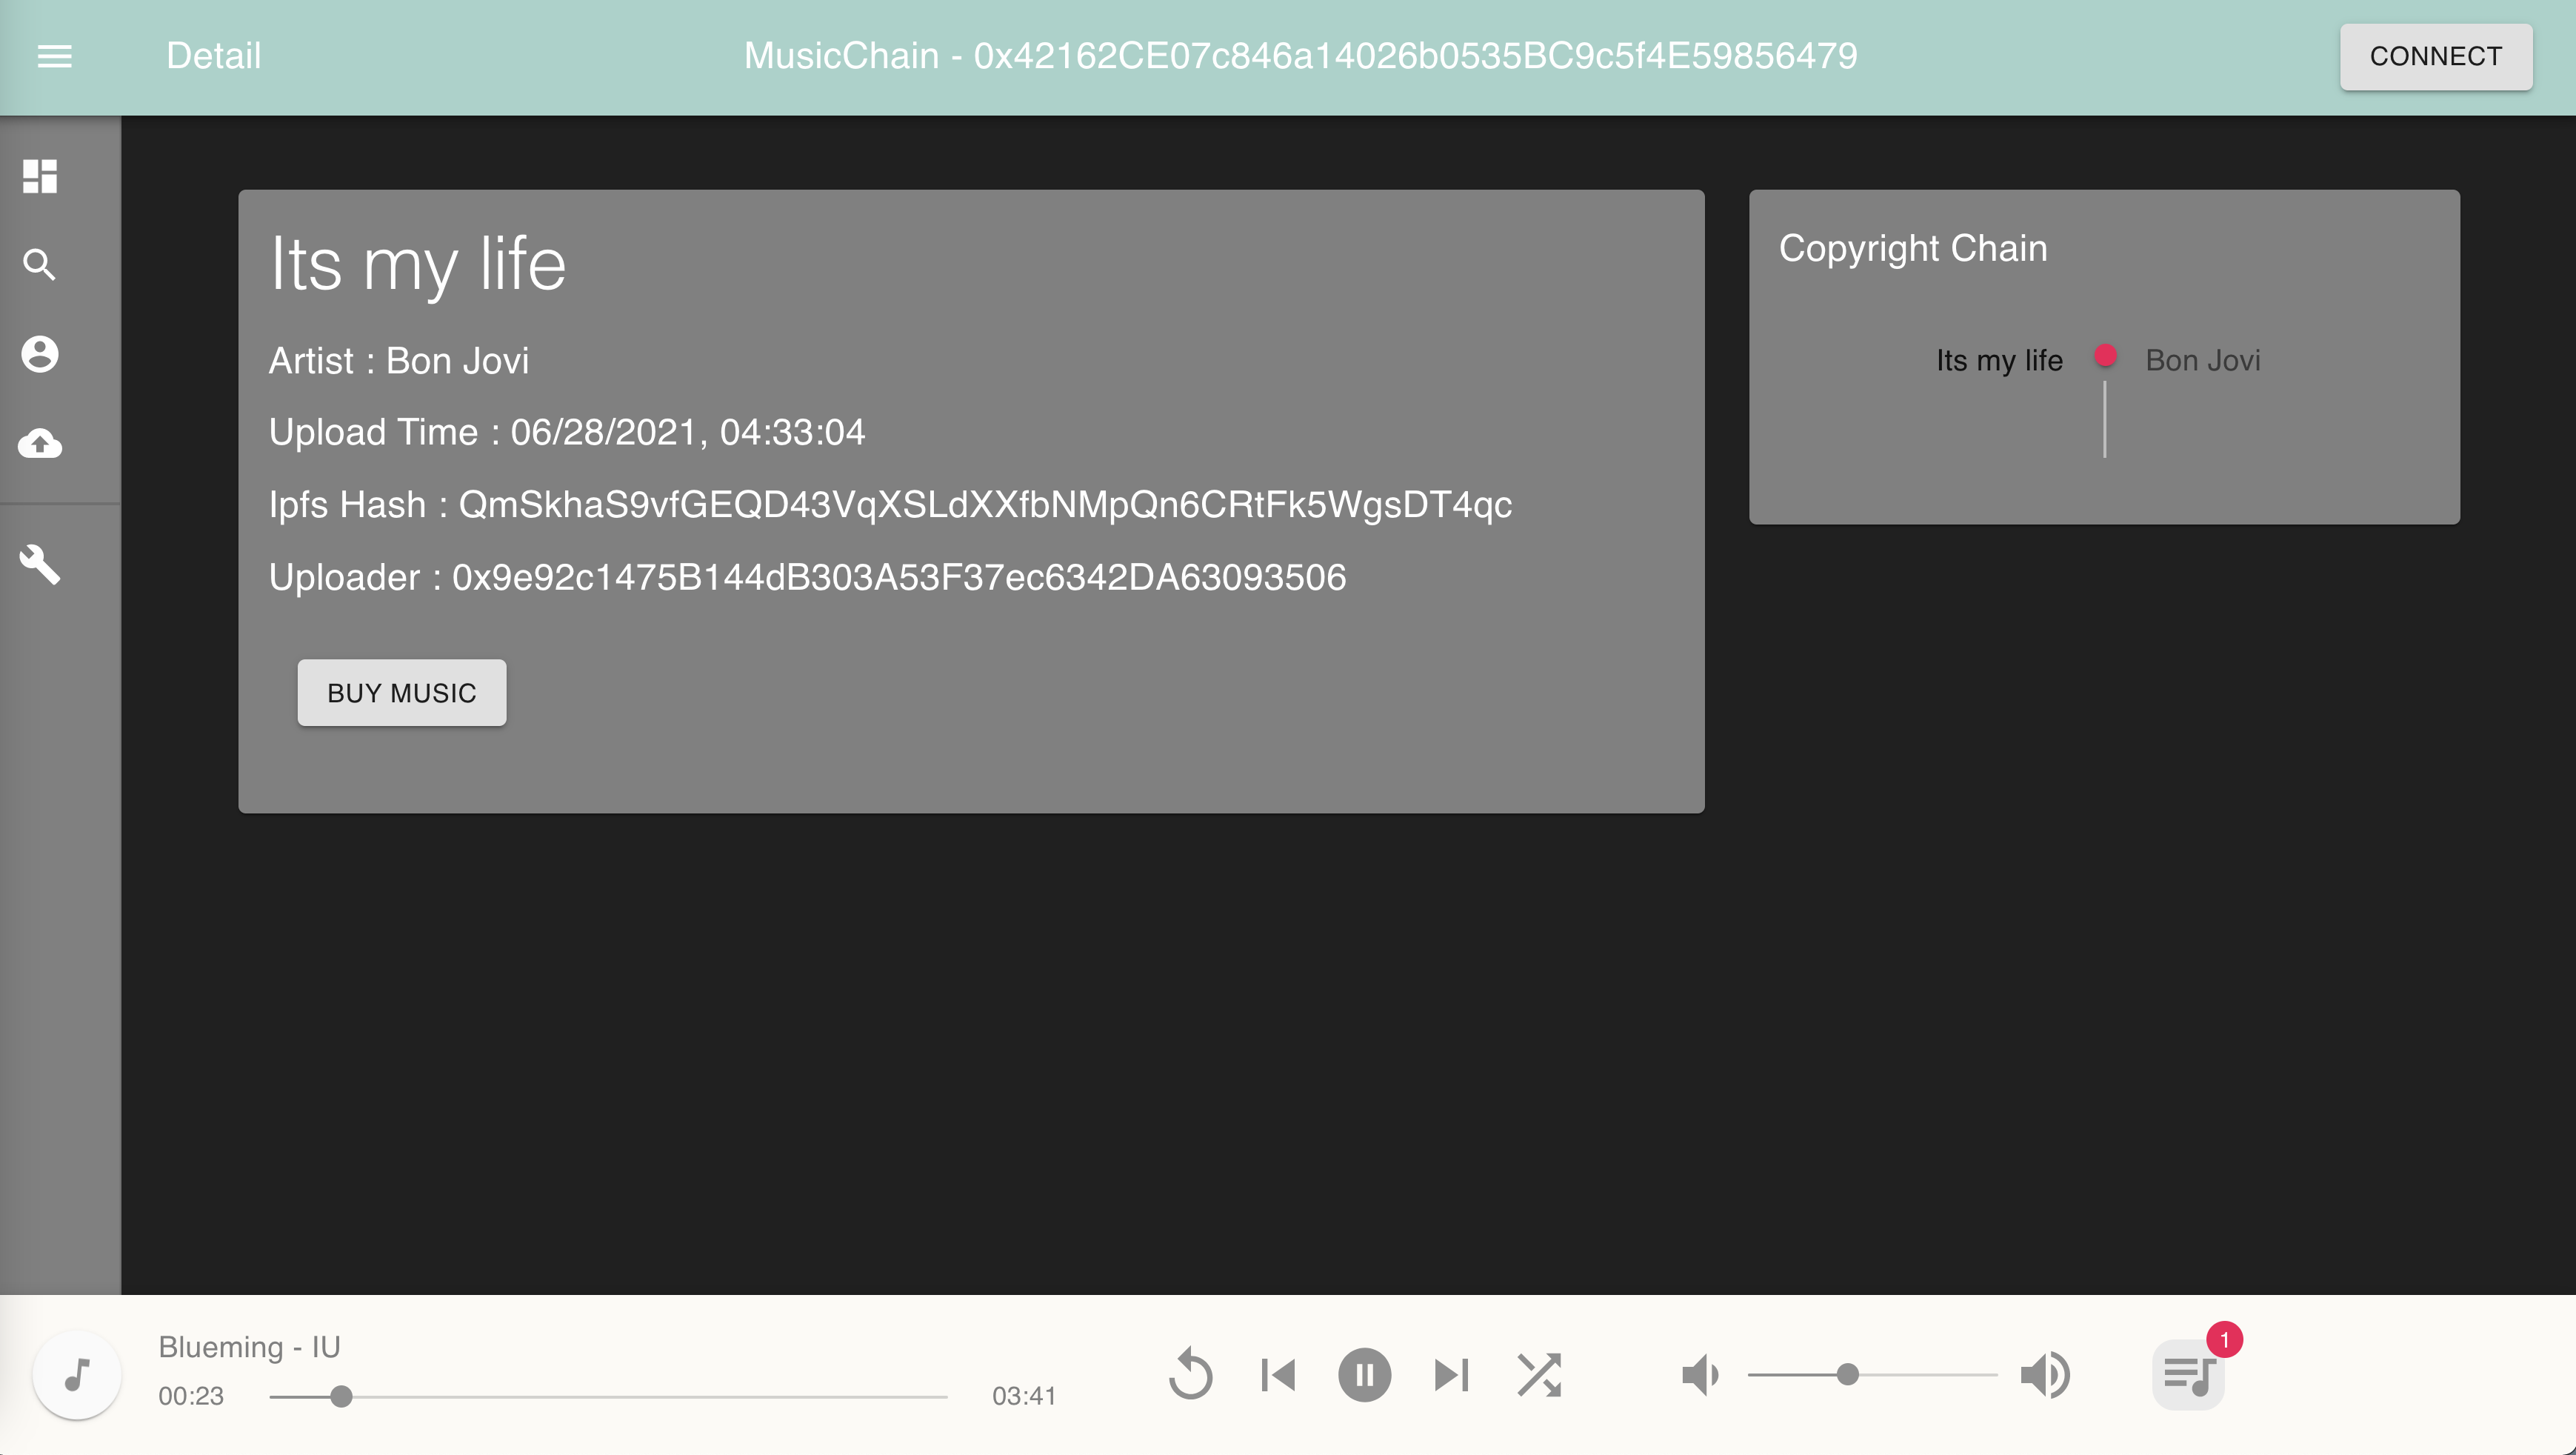 Detail
MusicChain - 0x42162CE07c846a14026b0535BC9c5f4E59856479
CONNECT
Its my life
Artist : Bon Jovi
Upload Time : 06/28/2021, 04:33:04
Ipfs Hash : QmSkhaS9vfGEQD43VqXSLdXXfbNMpQn6CRtFk5WgsDT4qc
Uploader : 0x9e92c1475B144dB303A53F37ec6342DA63093506
BUY MUSIC
Copyright Chain
Its my life
Bon Jovi
Blueming - IU
00:23
03:41
1